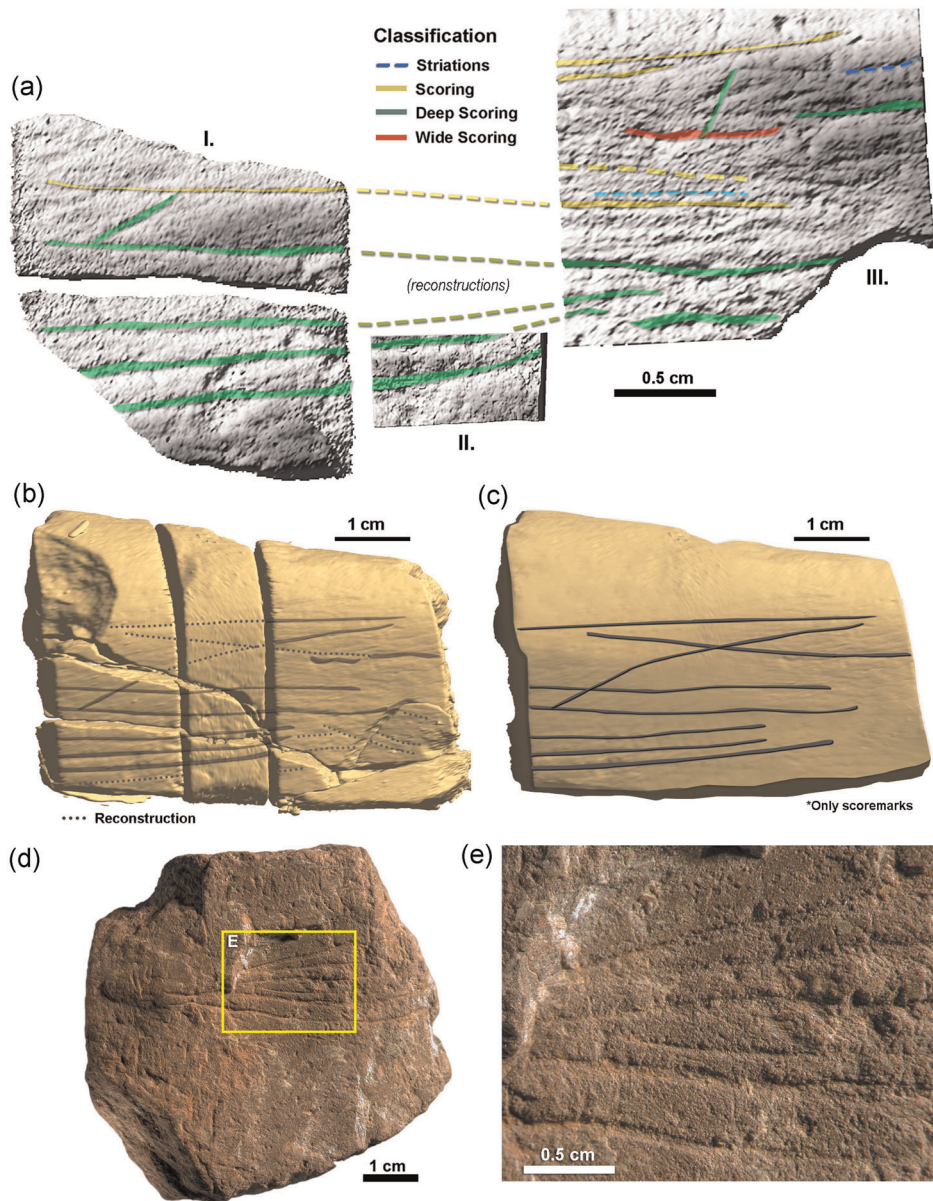 (a)
I.
Classification
Striations
Scoring
Deep Scoring
Wide Scoring
(reconstructions)
III.
0.5 cm
II.
(b)
1 cm
Reconstruction
(c)
1 cm
*Only scoremarks
(d)
E
1 cm
(e)
0.5 cm